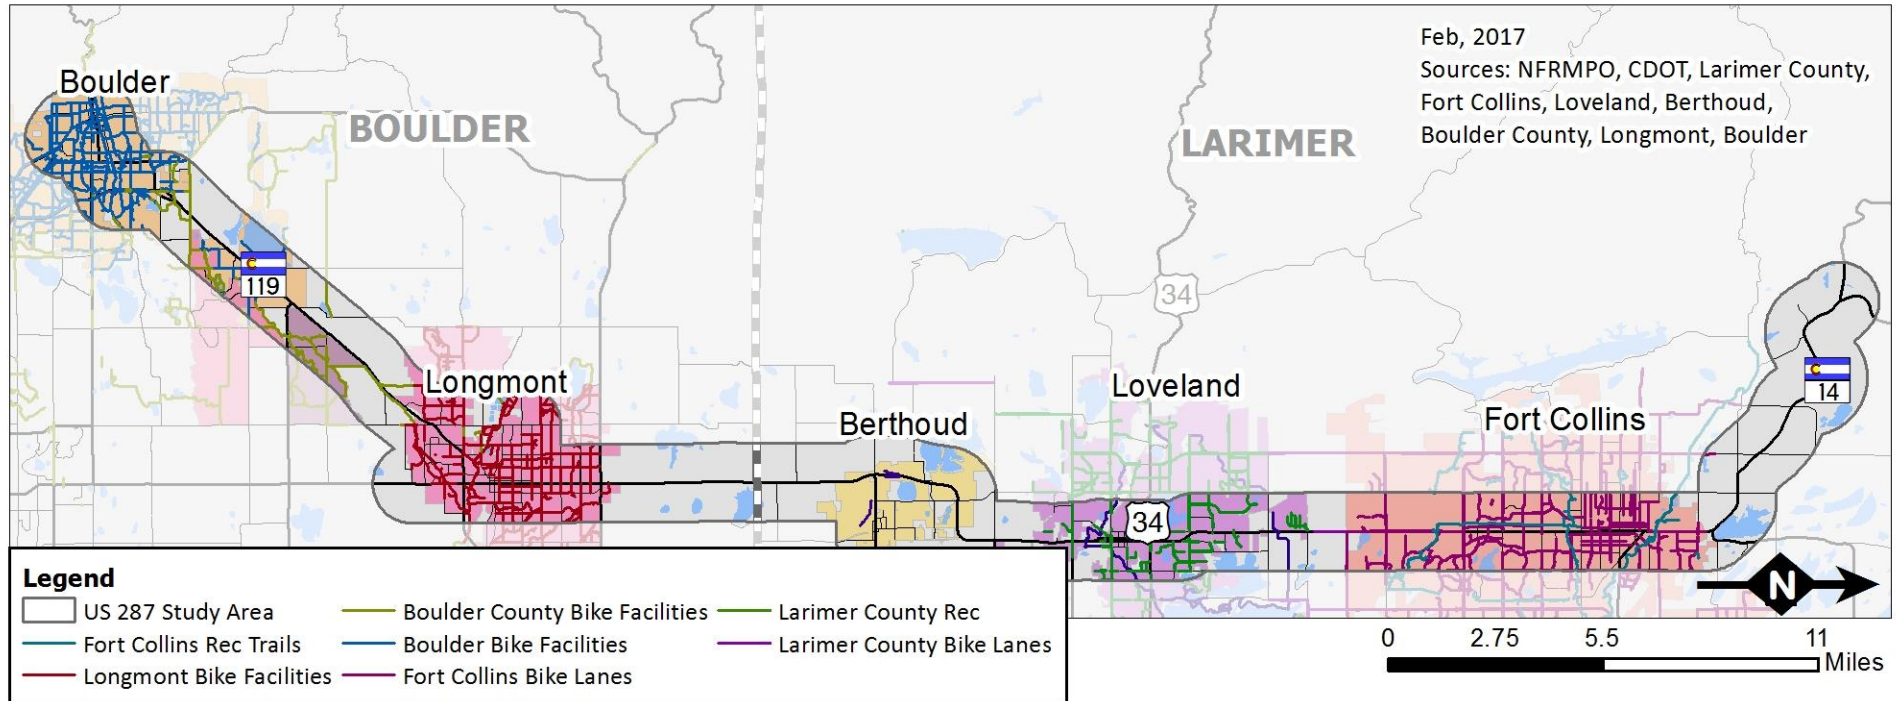 Feb, 2017
Sources: NFRMPO, CDOT, Larimer County,
Fort Collins, Loveland, Berthoud,
Boulder County, Longmont, Boulder
Boulder
BOULDER
LARIMER
119
34
Longmont
Berthoud
Loveland
Fort Collins
14
34
N
Legend
US 287 Study Area
Fort Collins Rec Trails
Longmont Bike Facilities
Boulder County Bike Facilities
Boulder Bike Facilities
Fort Collins Bike Lanes
Larimer County Rec
Larimer County Bike Lanes
0 2.75 5.5 11
Miles